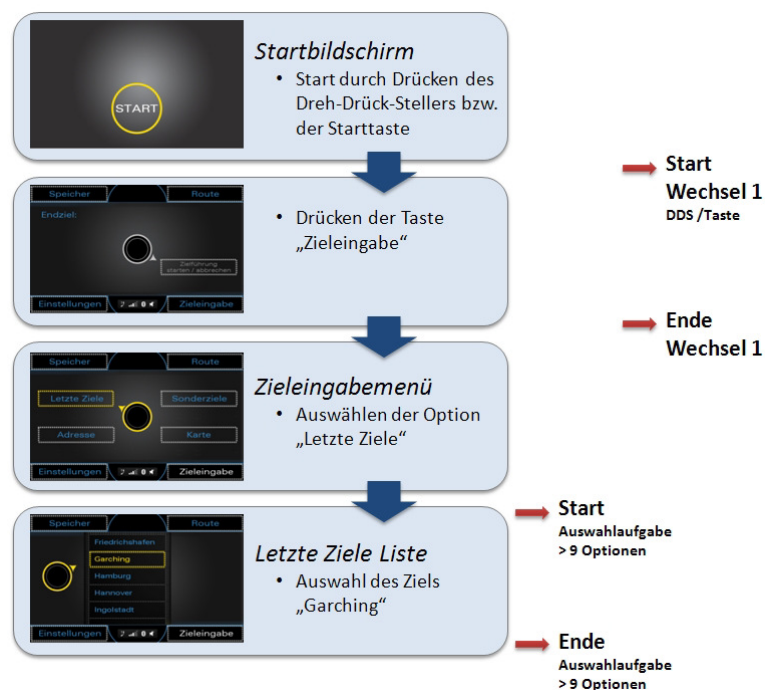 START
Startbildschirm
• Start durch Drücken des
Dreh-Drück-Stellers bzw.
der Starttaste
Start
Wechsel 1
DDS /Taste
Speicher
Route
Endziel:
Zielführung
starten / abbrechen
Einstellungen
Zieleingabe
• Drücken der Taste
„Zieleingabe“
Ende
Wechsel 1
Speicher
Route
Letzte Ziele
Sonderziele
Adresse
Karte
Einstellungen
Zieleingabe
Zieleingabemenü
• Auswählen der Option
„Letzte Ziele“
Start
Auswahlaufgabe
> 9 Optionen
Speicher
Route
Friedrichshafen
Garching
Hamburg
Hannover
Ingolstadt
Einstellungen
Zieleingabe
Letzte Ziele Liste
• Auswahl des Ziels
„Garching“
Ende
Auswahlaufgabe
> 9 Optionen